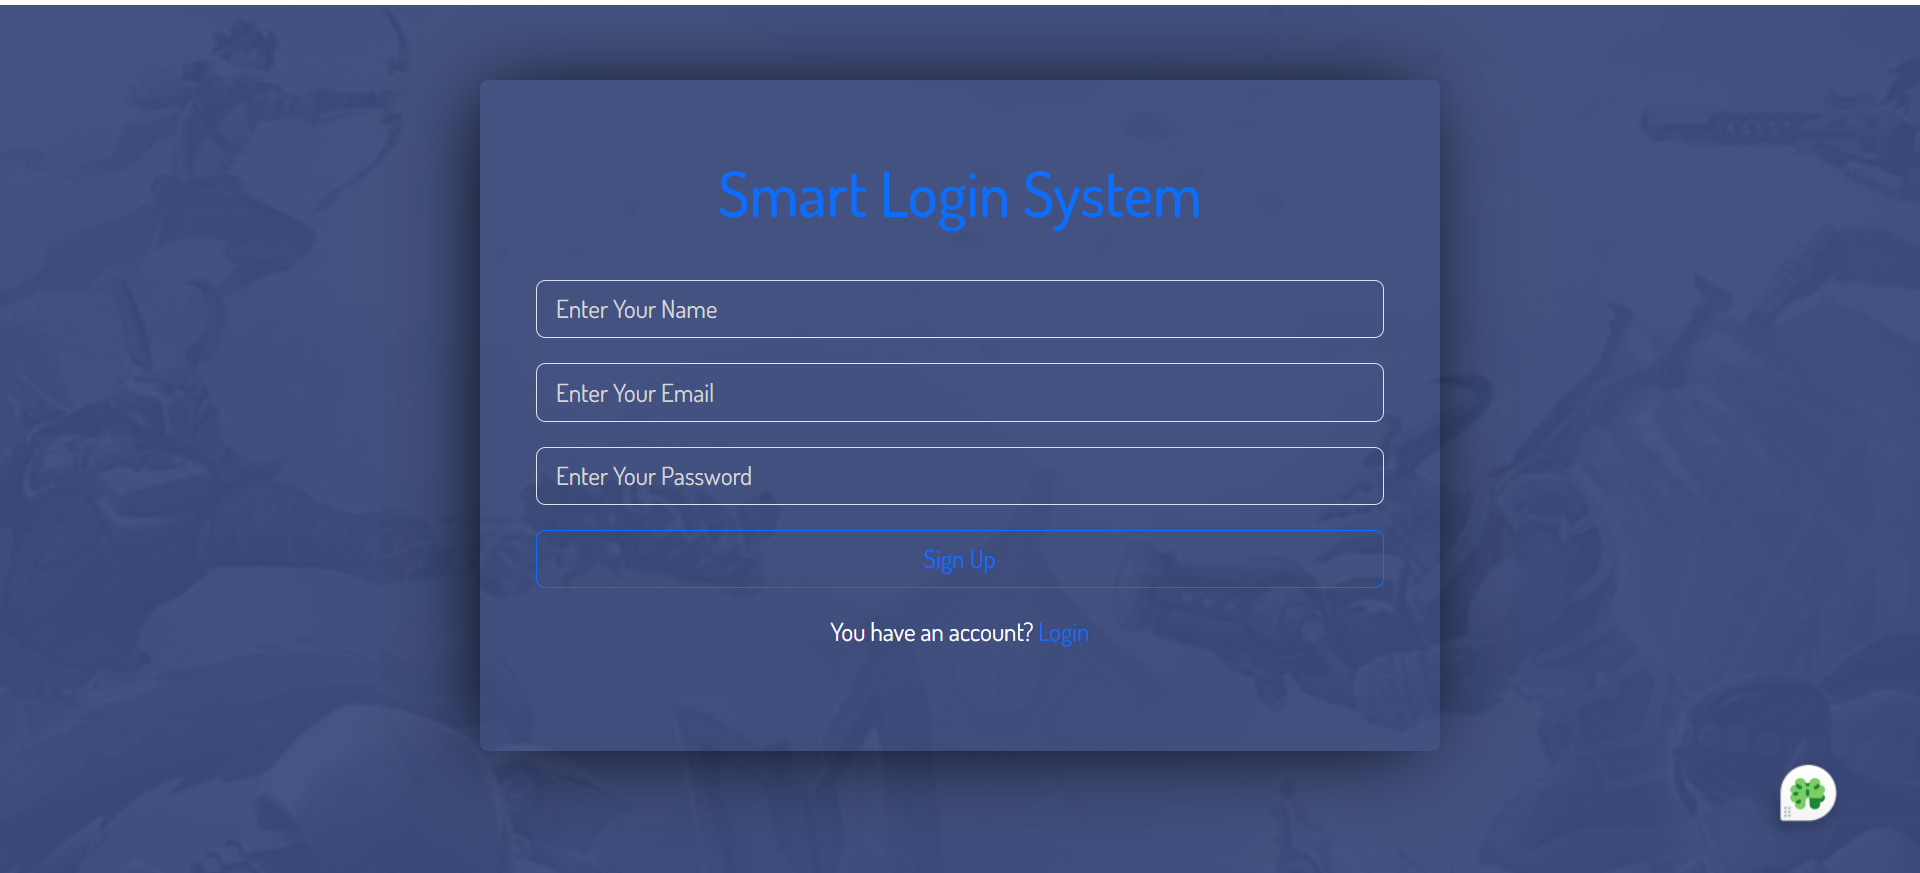 Smart Login System
Enter Your Name
Enter Your Email
Enter Your Password
Sign Up
You have an account? Login